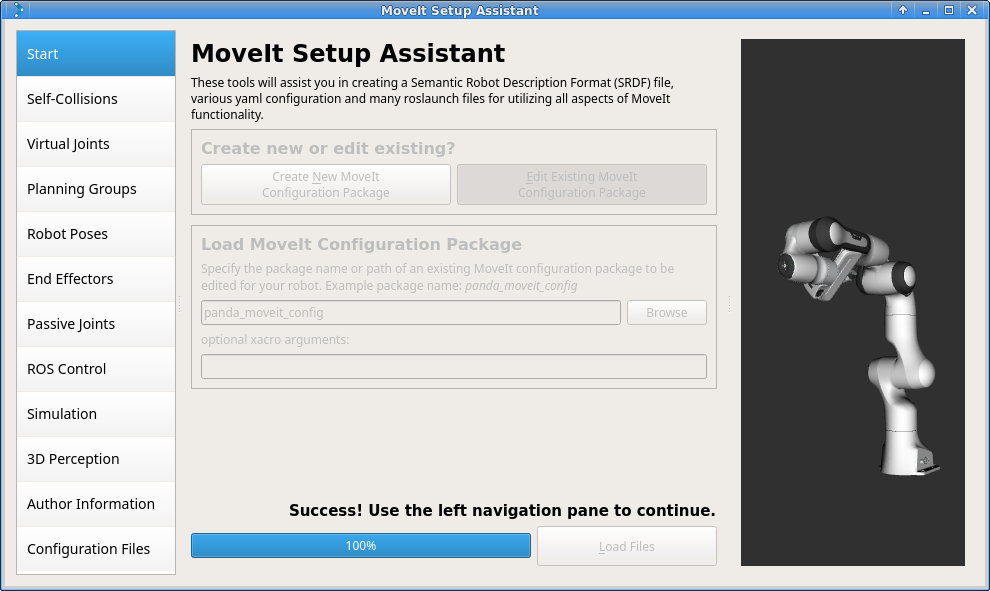 MoveIt Setup Assistant
Start
Self-Collisions
Virtual Joints
Planning Groups
Robot Poses
End Effectors
Passive Joints
ROS Control
Simulation
3D Perception
Author Information
Configuration Files
MoveIt Setup Assistant
These tools will assist you in creating a Semantic Robot Description Format (SRDF) file,
various yaml configuration and many roslaunch files for utilizing all aspects of MoveIt
functionality.
Create new or edit existing?
Create New MoveIt
Configuration Package
Edit Existing MoveIt
Configuration Package
Load MoveIt Configuration Package
Specify the package name or path of an existing MoveIt configuration package to be
edited for your robot. Example package name: panda_moveit_config
panda_moveit_config
Browse
optional xacro arguments:
Success! Use the left navigation pane to continue.
100%
Load Files